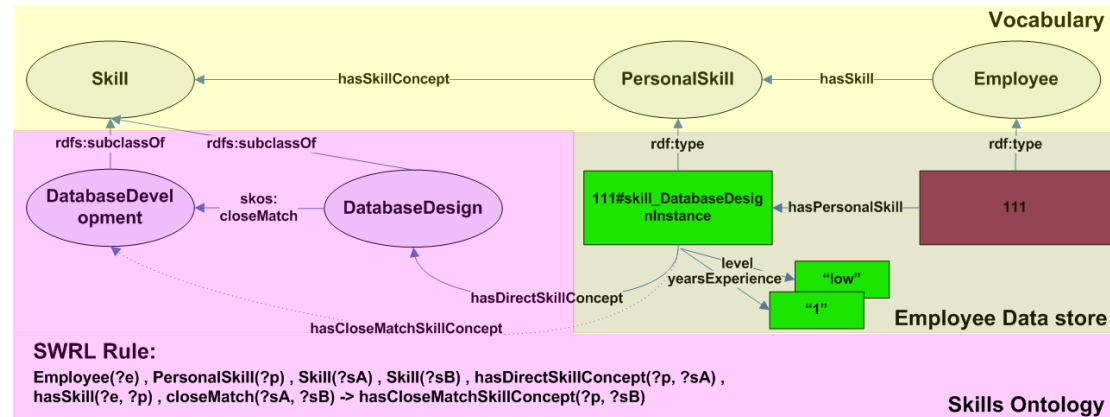 Vocabulary
Skill
hasSkillConcept
PersonalSkill
hasSkill
Employee
rdfs:subclassOf
rdfs:subclassOf
rdf:type
rdf:type
DatabaseDevel
opment
skos:
closeMatch
DatabaseDesign
111#skill_DatabaseDesig
nInstance
hasPersonalSkill
111
level
yearsExperience
"low"
"1"
hasDirectSkillConcept
hasCloseMatchSkillConcept
Employee Data store
SWRL Rule:
Employee(?e) , PersonalSkill(?p) , Skill(?sA) , Skill(?sB) , hasDirectSkillConcept(?p, ?sA) ,
hasSkill(?e, ?p) , closeMatch(?sA, ?sB) -> hasCloseMatchSkillConcept(?p, ?sB)
Skills Ontology